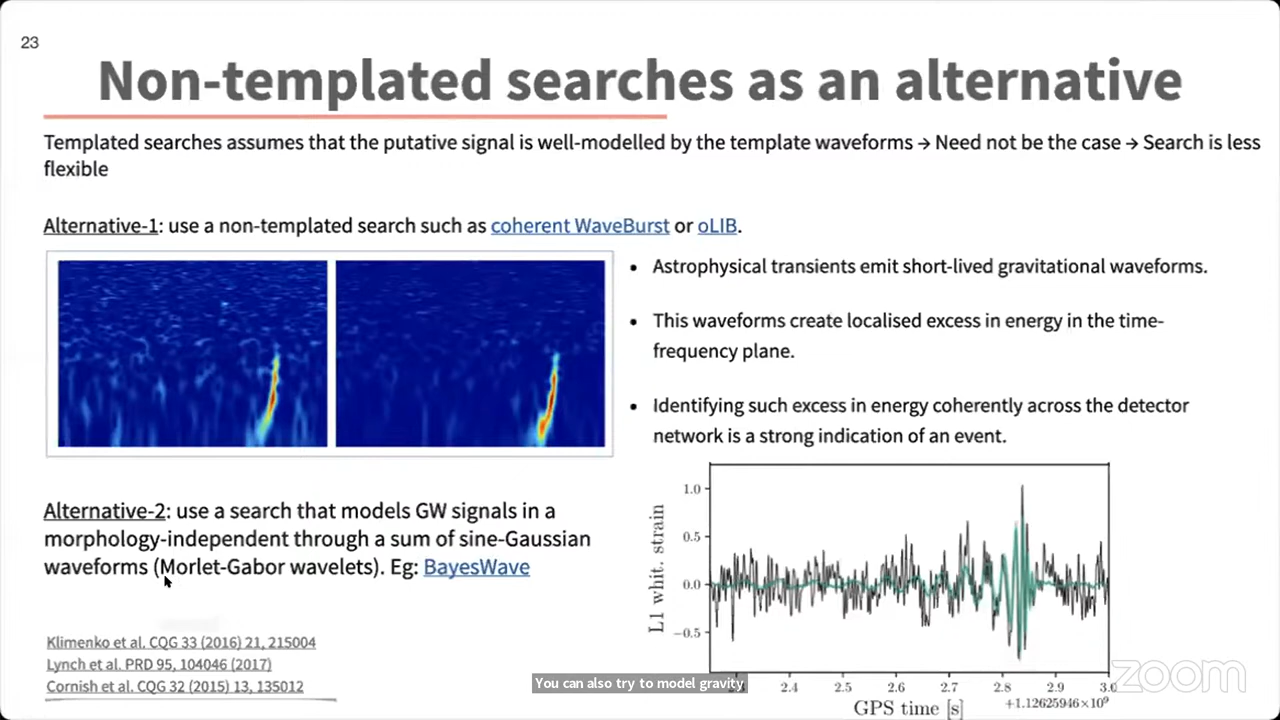 23
Non-templated searches as an alternative
Templated searches assumes that the putative signal is well-modelled by the template waveforms → Need not be the case → Search is less
flexible
Alternative-1: use a non-templated search such as coherent WaveBurst or oLIB.
• Astrophysical transients emit short-lived gravitational waveforms.
• This waveforms create localised excess in energy in the time-
frequency plane.
• Identifying such excess in energy coherently across the detector
network is a strong indication of an event.
Alternative-2: use a search that models GW signals in a
morphology-independent through a sum of sine-Gaussian
waveforms (Morlet-Gabor wavelets). Eg: BayesWave
L1 whit. strain
1.0
0.5
0.0
−0.5
2.4 2.5 2.6 2.7 2.8 2.9 3.0
GPS time [s]
+1.12625946×10⁹
Klimenko et al. CQG 33 (2016) 21, 215004
Lynch et al. PRD 95, 104046 (2017)
Cornish et al. CQG 32 (2015) 13, 135012
You can also try to model gravity
zoom